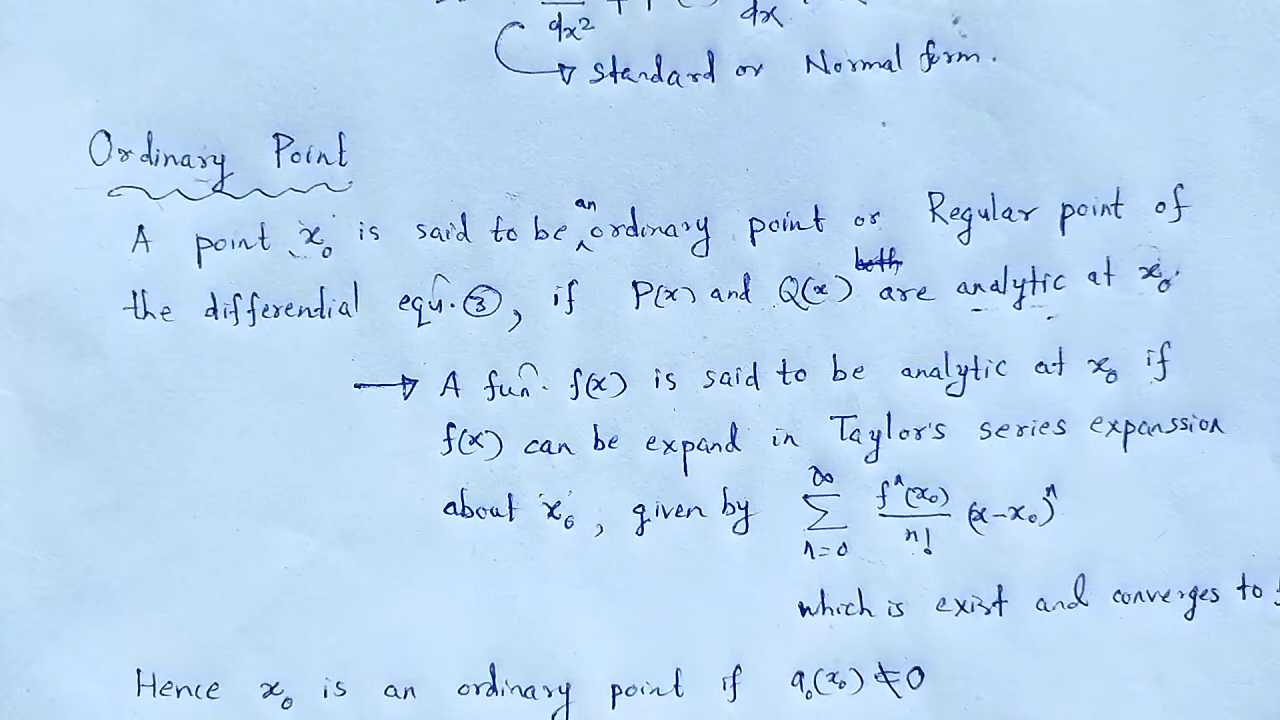 dx² dx
standard or Normal form.
Ordinary Point
A point x₀ is said to be an ordinary point or Regular point of
the differential equn. ③, if P(x) and Q(x) are analytic at x₀.
→ A fun. f(x) is said to be analytic at x₀ if
f(x) can be expand in Taylor's series expanssion
about x₀, given by ∑_{n=0}^{∞} fⁿ(x₀)/n! (x-x₀)ⁿ
which is exist and converges to
Hence x₀ is an ordinary point if a₀(x₀) ≠ 0